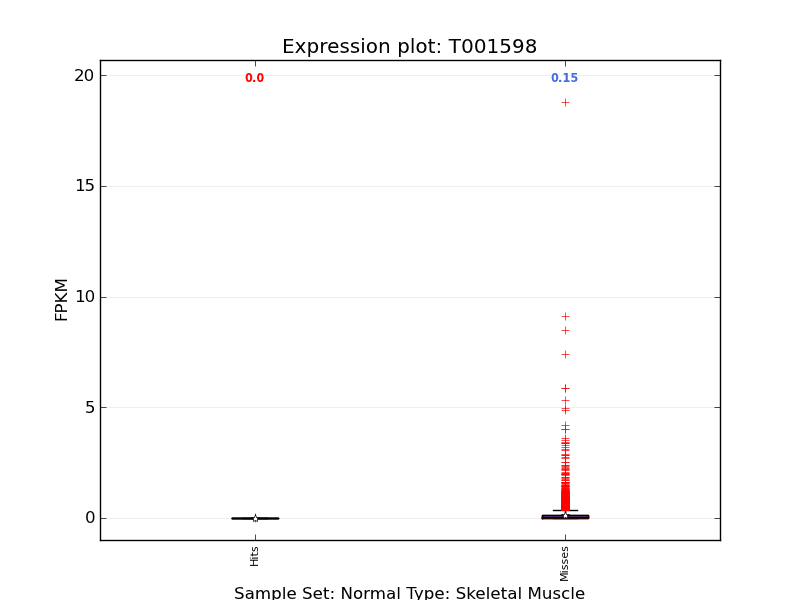 Expression plot: T001598
20
0.0
0.15
15
10
FPKM
5
0
Hits
Misses
Sample Set: Normal Type: Skeletal Muscle